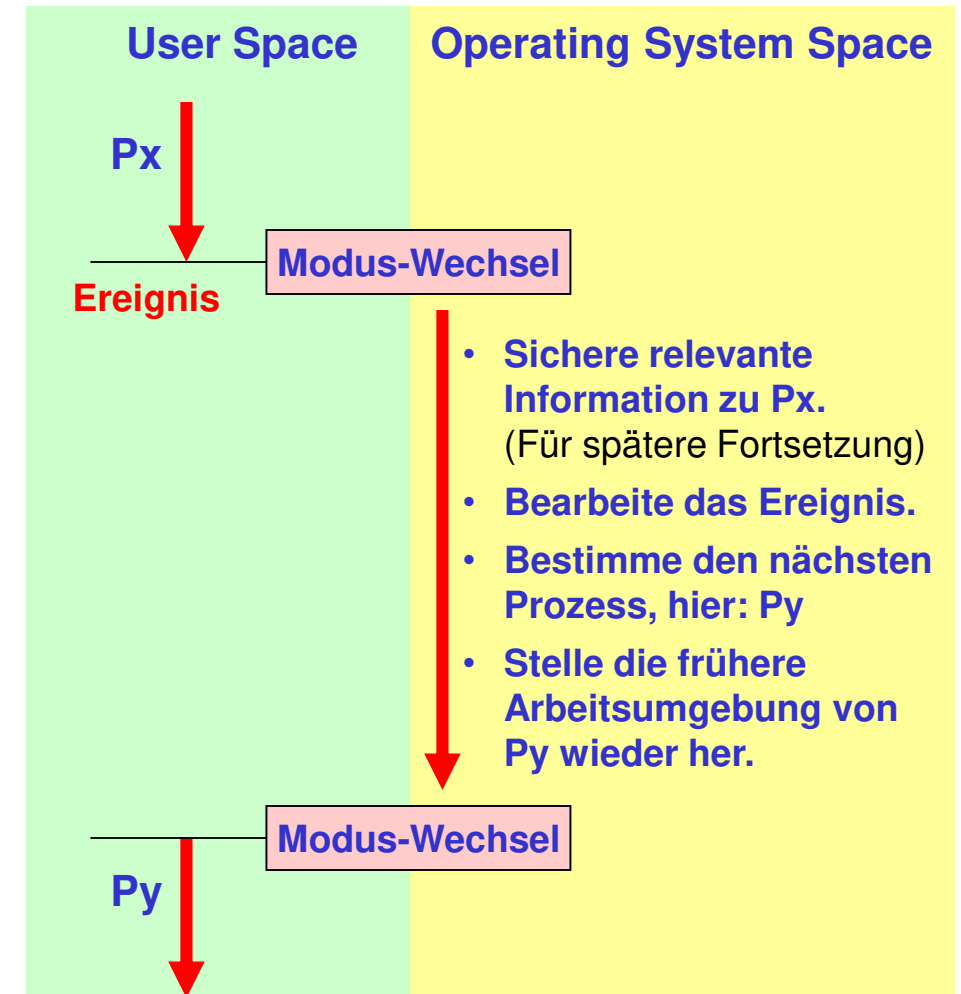 User Space
Operating System Space
Px
Modus-Wechsel
Ereignis
• Sichere relevante
Information zu Px.
(Für spätere Fortsetzung)
• Bearbeite das Ereignis.
• Bestimme den nächsten
Prozess, hier: Py
• Stelle die frühere
Arbeitsumgebung von
Py wieder her.
Modus-Wechsel
Py